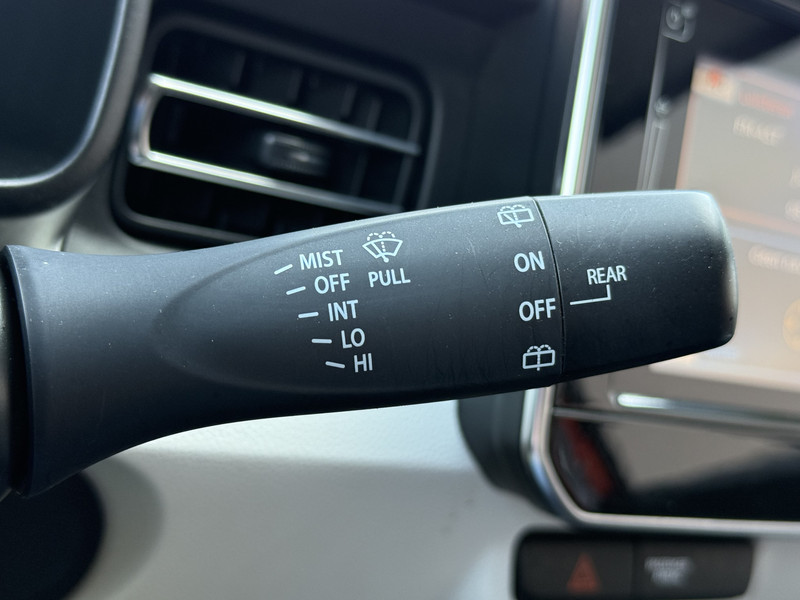 MIST
OFF
INT
LO
HI
PULL
ON
OFF
REAR